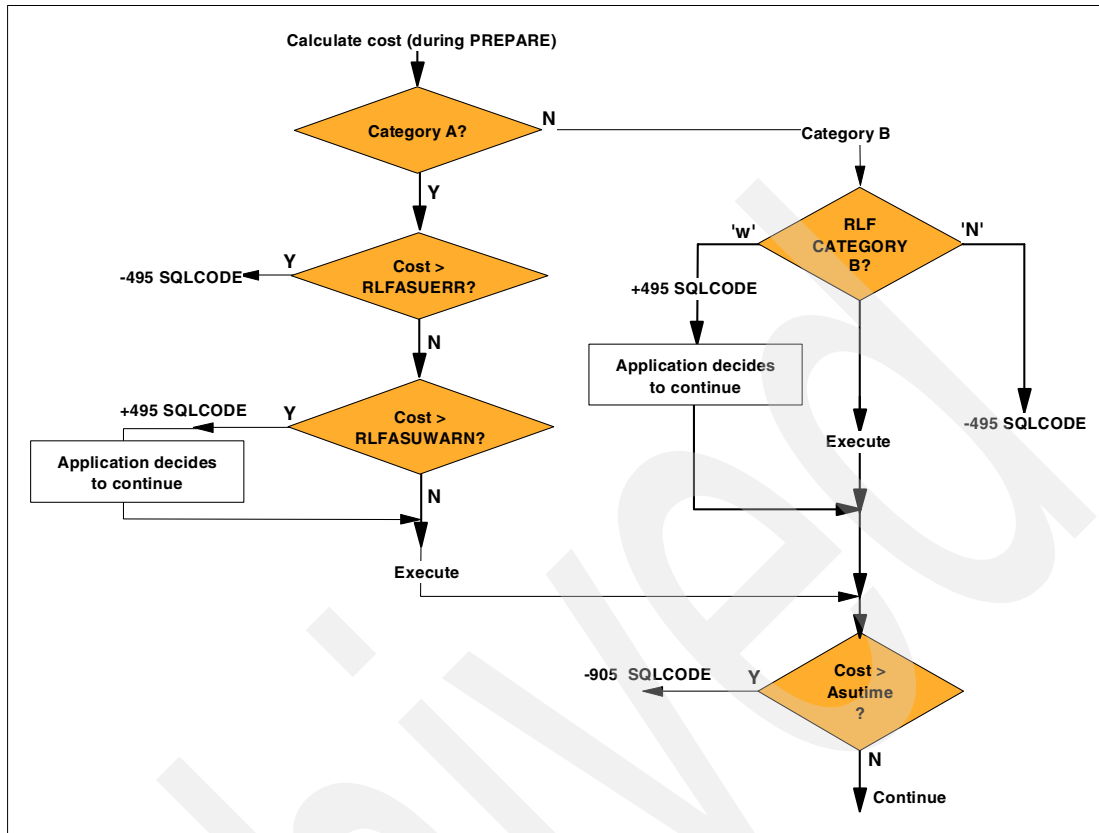 Calculate cost (during PREPARE)
Category A?
N
Category B
Y
RLF
CATEGORY
B?
'w'
'N'
Cost >
RLFASUERR?
Y
-495 SQLCODE
+495 SQLCODE
N
Application decides
to continue
Cost >
RLFASUWARN?
Y
+495 SQLCODE
-495 SQLCODE
Application decides
to continue
Execute
N
Execute
Cost >
Asutime
?
Y
-905 SQLCODE
N
Continue
hived